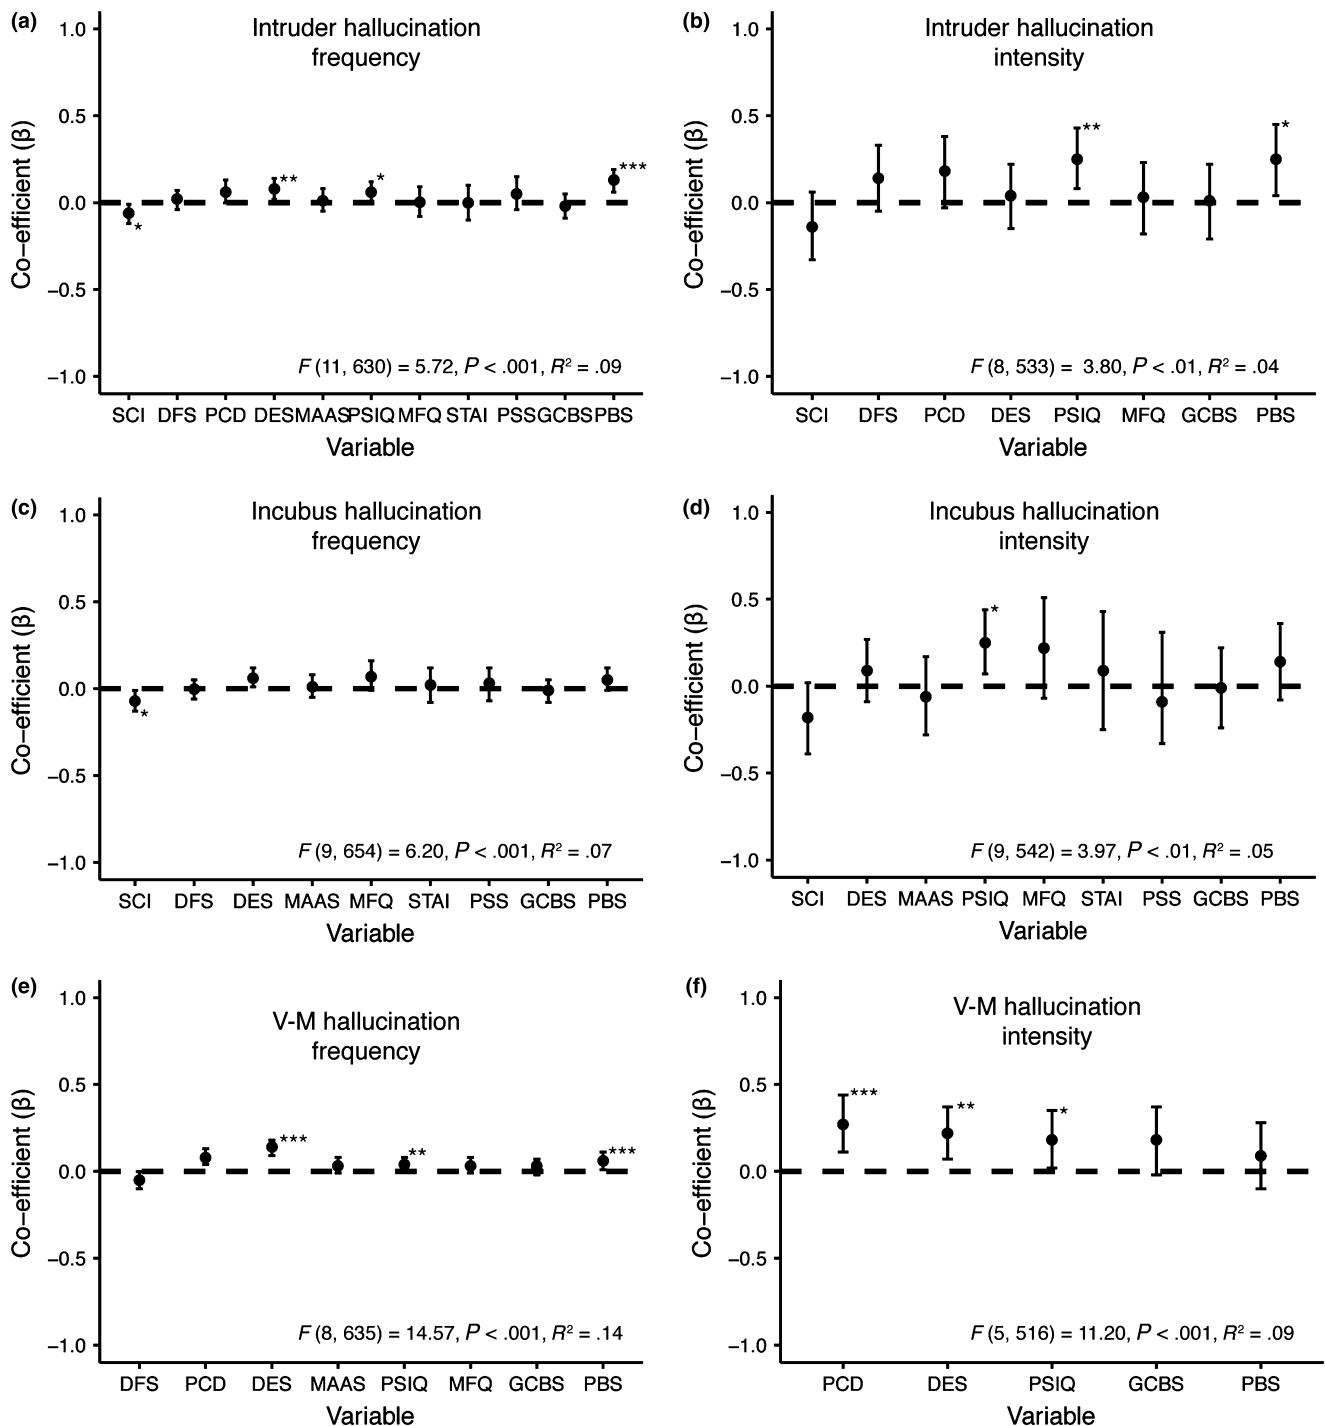 (a)
Intruder hallucination
frequency
1.0
0.5
0.0
−0.5
−1.0
Co−efficient (β)
*
**
*
***
F (11, 630) = 5.72, P < .001, R² = .09
SCI DFS PCD DES MAAS PSIQ MFQ STAI PSS GCBS PBS
Variable
(b)
Intruder hallucination
intensity
1.0
0.5
0.0
−0.5
−1.0
Co−efficient (β)
**
*
F (8, 533) = 3.80, P < .01, R² = .04
SCI DFS PCD DES PSIQ MFQ GCBS PBS
Variable
(c)
Incubus hallucination
frequency
1.0
0.5
0.0
−0.5
−1.0
Co−efficient (β)
*
F (9, 654) = 6.20, P < .001, R² = .07
SCI DFS DES MAAS MFQ STAI PSS GCBS PBS
Variable
(d)
Incubus hallucination
intensity
1.0
0.5
0.0
−0.5
−1.0
Co−efficient (β)
*
F (9, 542) = 3.97, P < .01, R² = .05
SCI DES MAAS PSIQ MFQ STAI PSS GCBS PBS
Variable
(e)
V-M hallucination
frequency
1.0
0.5
0.0
−0.5
−1.0
Co−efficient (β)
***
**
***
F (8, 635) = 14.57, P < .001, R² = .14
DFS PCD DES MAAS PSIQ MFQ GCBS PBS
Variable
(f)
V-M hallucination
intensity
1.0
0.5
0.0
−0.5
−1.0
Co−efficient (β)
***
**
*
F (5, 516) = 11.20, P < .001, R² = .09
PCD DES PSIQ GCBS PBS
Variable